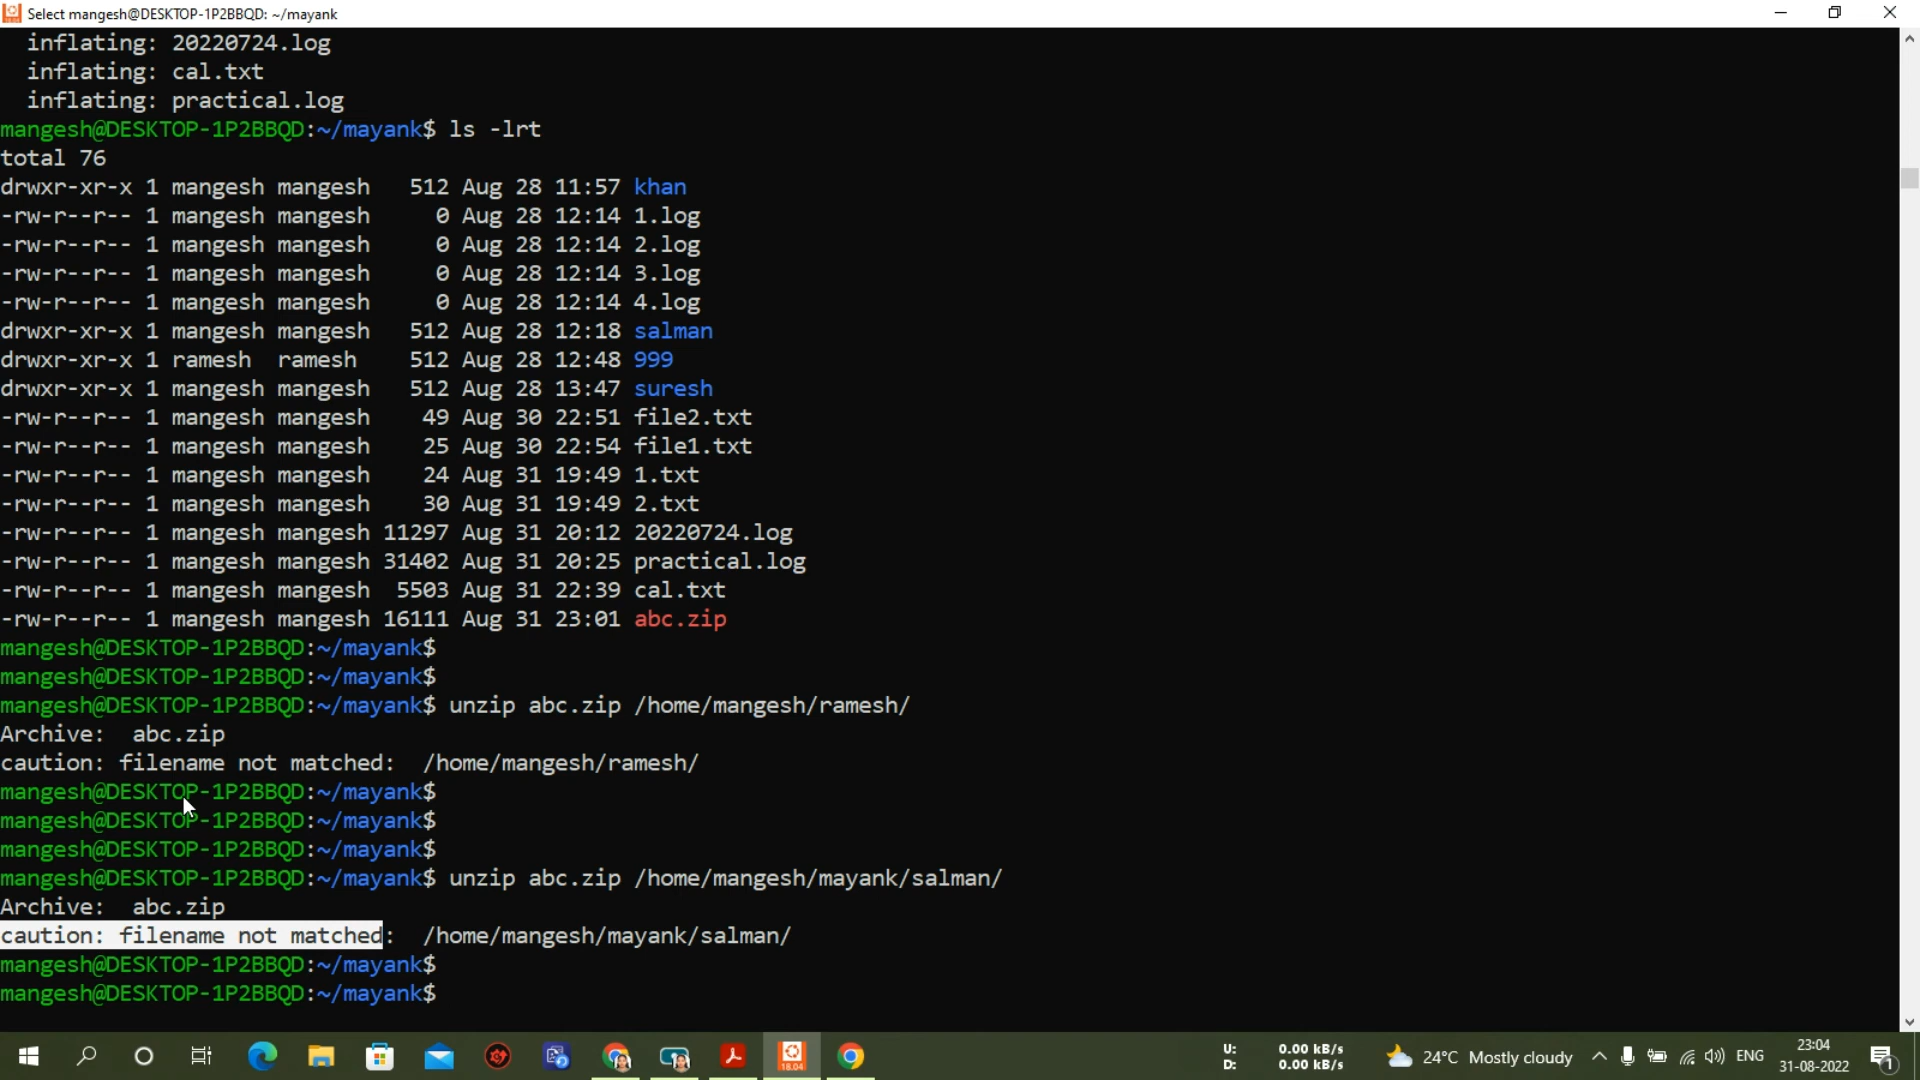 Select mangesh@DESKTOP-1P2BBQD: ~/mayank
inflating: 20220724.log
inflating: cal.txt
inflating: practical.log
mangesh@DESKTOP-1P2BBQD:~/mayank$ ls -lrt
total 76
drwxr-xr-x 1 mangesh mangesh   512 Aug 28 11:57 khan
-rw-r--r-- 1 mangesh mangesh     0 Aug 28 12:14 1.log
-rw-r--r-- 1 mangesh mangesh     0 Aug 28 12:14 2.log
-rw-r--r-- 1 mangesh mangesh     0 Aug 28 12:14 3.log
-rw-r--r-- 1 mangesh mangesh     0 Aug 28 12:14 4.log
drwxr-xr-x 1 mangesh mangesh   512 Aug 28 12:18 salman
drwxr-xr-x 1 ramesh  ramesh    512 Aug 28 12:48 999
drwxr-xr-x 1 mangesh mangesh   512 Aug 28 13:47 suresh
-rw-r--r-- 1 mangesh mangesh    49 Aug 30 22:51 file2.txt
-rw-r--r-- 1 mangesh mangesh    25 Aug 30 22:54 file1.txt
-rw-r--r-- 1 mangesh mangesh    24 Aug 31 19:49 1.txt
-rw-r--r-- 1 mangesh mangesh    30 Aug 31 19:49 2.txt
-rw-r--r-- 1 mangesh mangesh 11297 Aug 31 20:12 20220724.log
-rw-r--r-- 1 mangesh mangesh 31402 Aug 31 20:25 practical.log
-rw-r--r-- 1 mangesh mangesh  5503 Aug 31 22:39 cal.txt
-rw-r--r-- 1 mangesh mangesh 16111 Aug 31 23:01 abc.zip
mangesh@DESKTOP-1P2BBQD:~/mayank$
mangesh@DESKTOP-1P2BBQD:~/mayank$
mangesh@DESKTOP-1P2BBQD:~/mayank$ unzip abc.zip /home/mangesh/ramesh/
Archive:  abc.zip
caution: filename not matched:  /home/mangesh/ramesh/
mangesh@DESKTOP-1P2BBQD:~/mayank$
mangesh@DESKTOP-1P2BBQD:~/mayank$
mangesh@DESKTOP-1P2BBQD:~/mayank$
mangesh@DESKTOP-1P2BBQD:~/mayank$ unzip abc.zip /home/mangesh/mayank/salman/
Archive:  abc.zip
caution: filename not matched:  /home/mangesh/mayank/salman/
mangesh@DESKTOP-1P2BBQD:~/mayank$
mangesh@DESKTOP-1P2BBQD:~/mayank$
18.04
U: 0.00 kB/s
D: 0.00 kB/s
24°C Mostly cloudy
ENG
23:04
31-08-2022
1